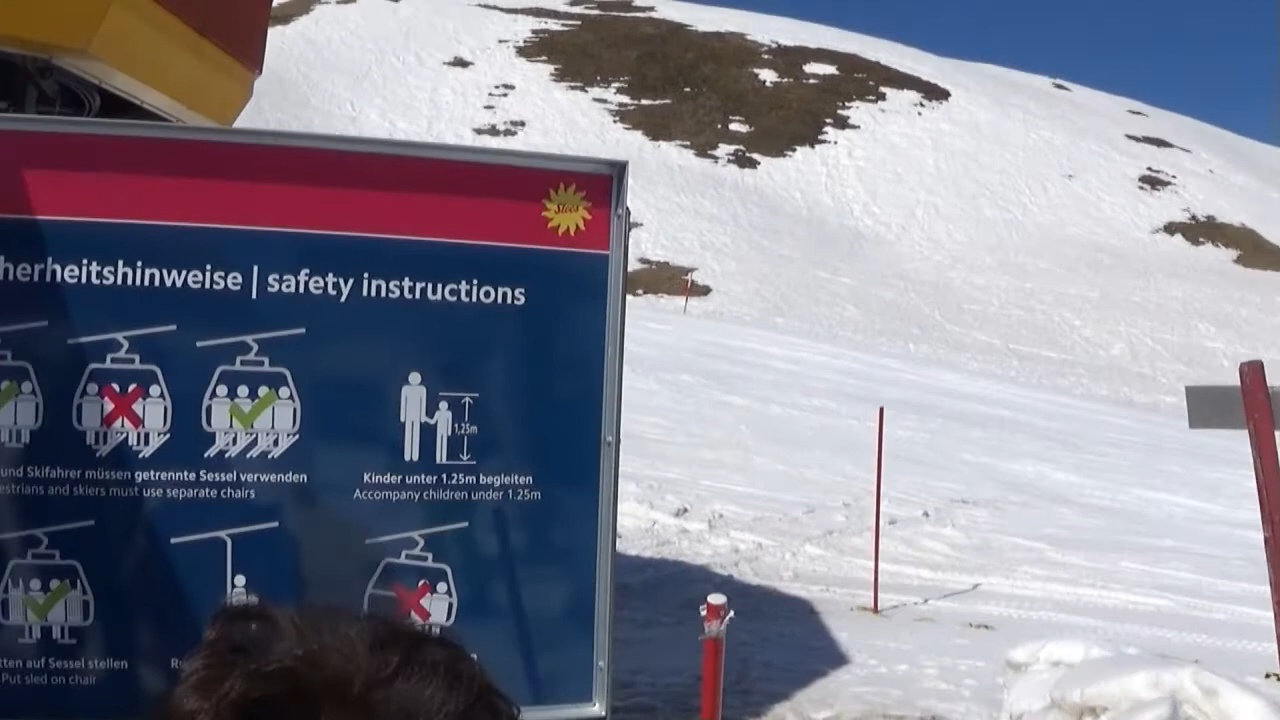 Stoos
herheitshinweise | safety instructions
1,25m
und Skifahrer müssen getrennte Sessel verwenden
estrians and skiers must use separate chairs
Kinder unter 1.25m begleiten
Accompany children under 1.25m
tten auf Sessel stellen
Put sled on chair